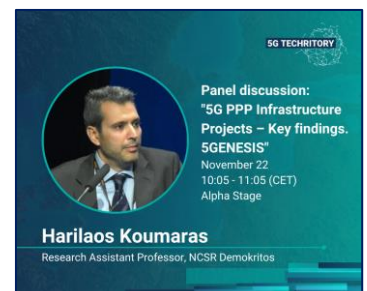 5G TECHRITORY
Panel discussion:
"5G PPP Infrastructure
Projects – Key findings.
5GENESIS"
November 22
10:05 - 11:05 (CET)
Alpha Stage
Harilaos Koumaras
Research Assistant Professor, NCSR Demokritos